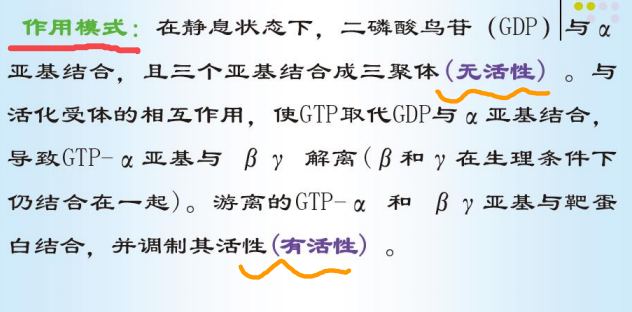 作用模式：在静息状态下，二磷酸鸟苷（GDP）与α
亚基结合，且三个亚基结合成三聚体(无活性)。与
活化受体的相互作用，使GTP取代GDP与α亚基结合，
导致GTP-α亚基与 βγ 解离(β和γ在生理条件下
仍结合在一起)。游离的GTP-α 和 βγ亚基与靶蛋
白结合，并调制其活性(有活性) 。